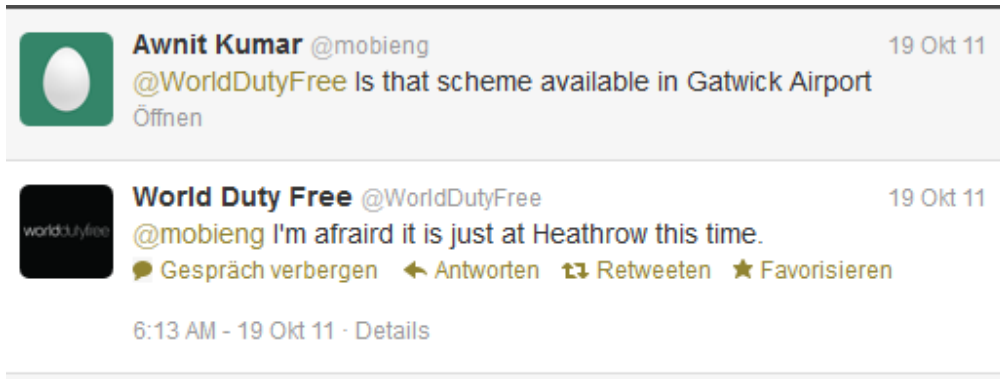 Awnit Kumar @mobieng 19 Okt 11
@WorldDutyFree Is that scheme available in Gatwick Airport
Öffnen
World Duty Free @WorldDutyFree 19 Okt 11
worlddutyfree
@mobieng I'm afraird it is just at Heathrow this time.
Gespräch verbergen Antworten Retweeten Favorisieren
6:13 AM - 19 Okt 11 · Details